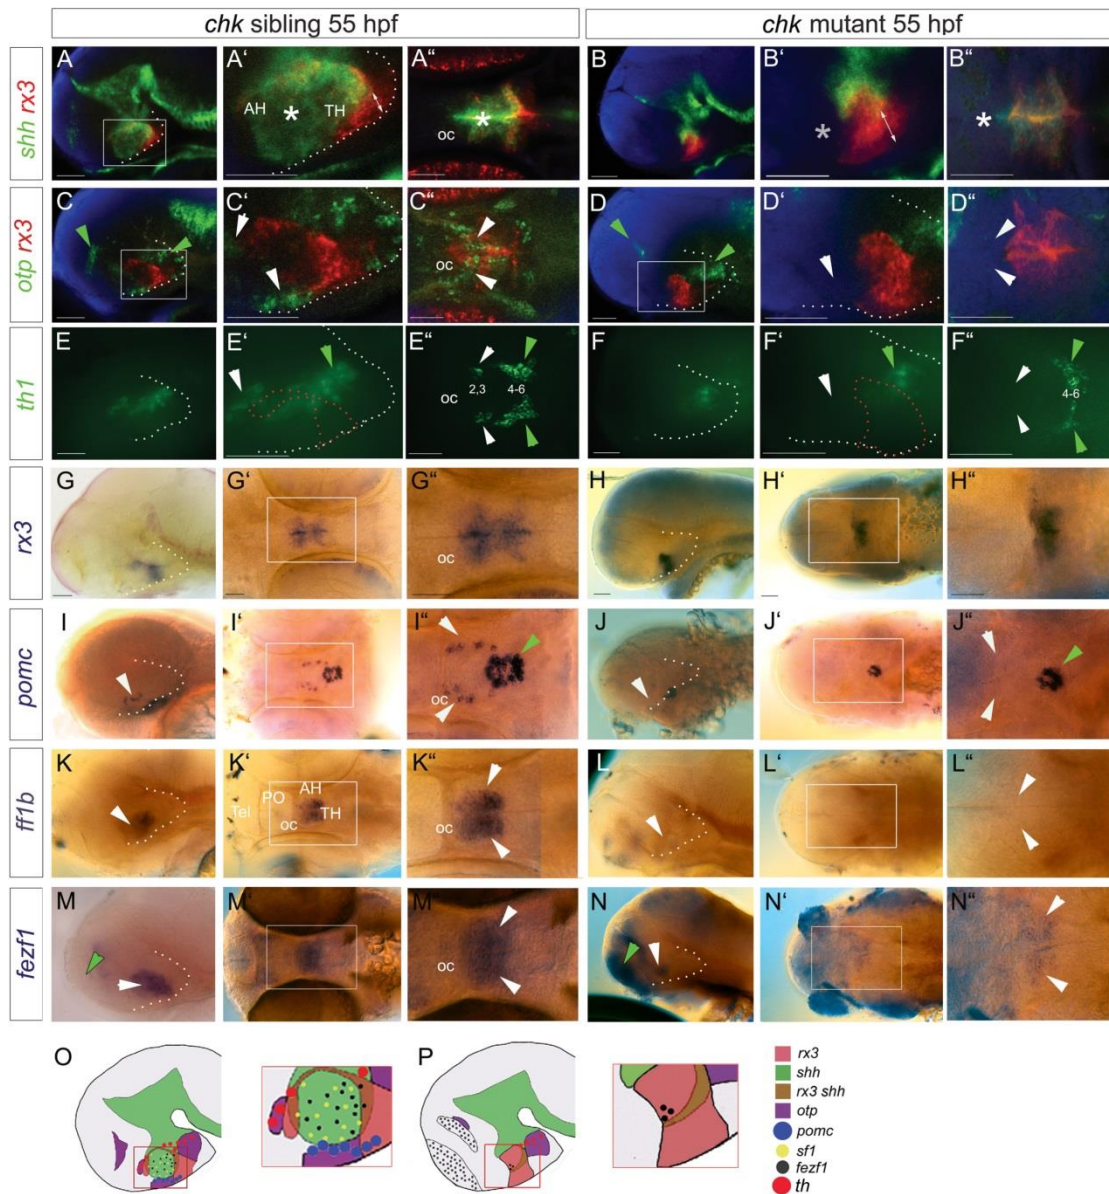 chk sibling 55 hpf chk mutant 55 hpf
shh rx3 A A‘ AH * TH A“ oc * B B‘ * B“ *
otp rx3 C C‘ C“ oc D D‘ D“
th1 E E‘ E“ oc 2,3 4-6 F F‘ F“ 4-6
rx3 G G‘ G“ oc H H‘ H“
pomc I I‘ I“ oc J J‘ J“
ff1b K K‘ Tel PO AH TH oc K“ oc L L‘ L“
fezf1 M M‘ M“ oc N N‘ N“
O P
rx3
shh
rx3 shh
otp
pomc
sf1
fezf1
th